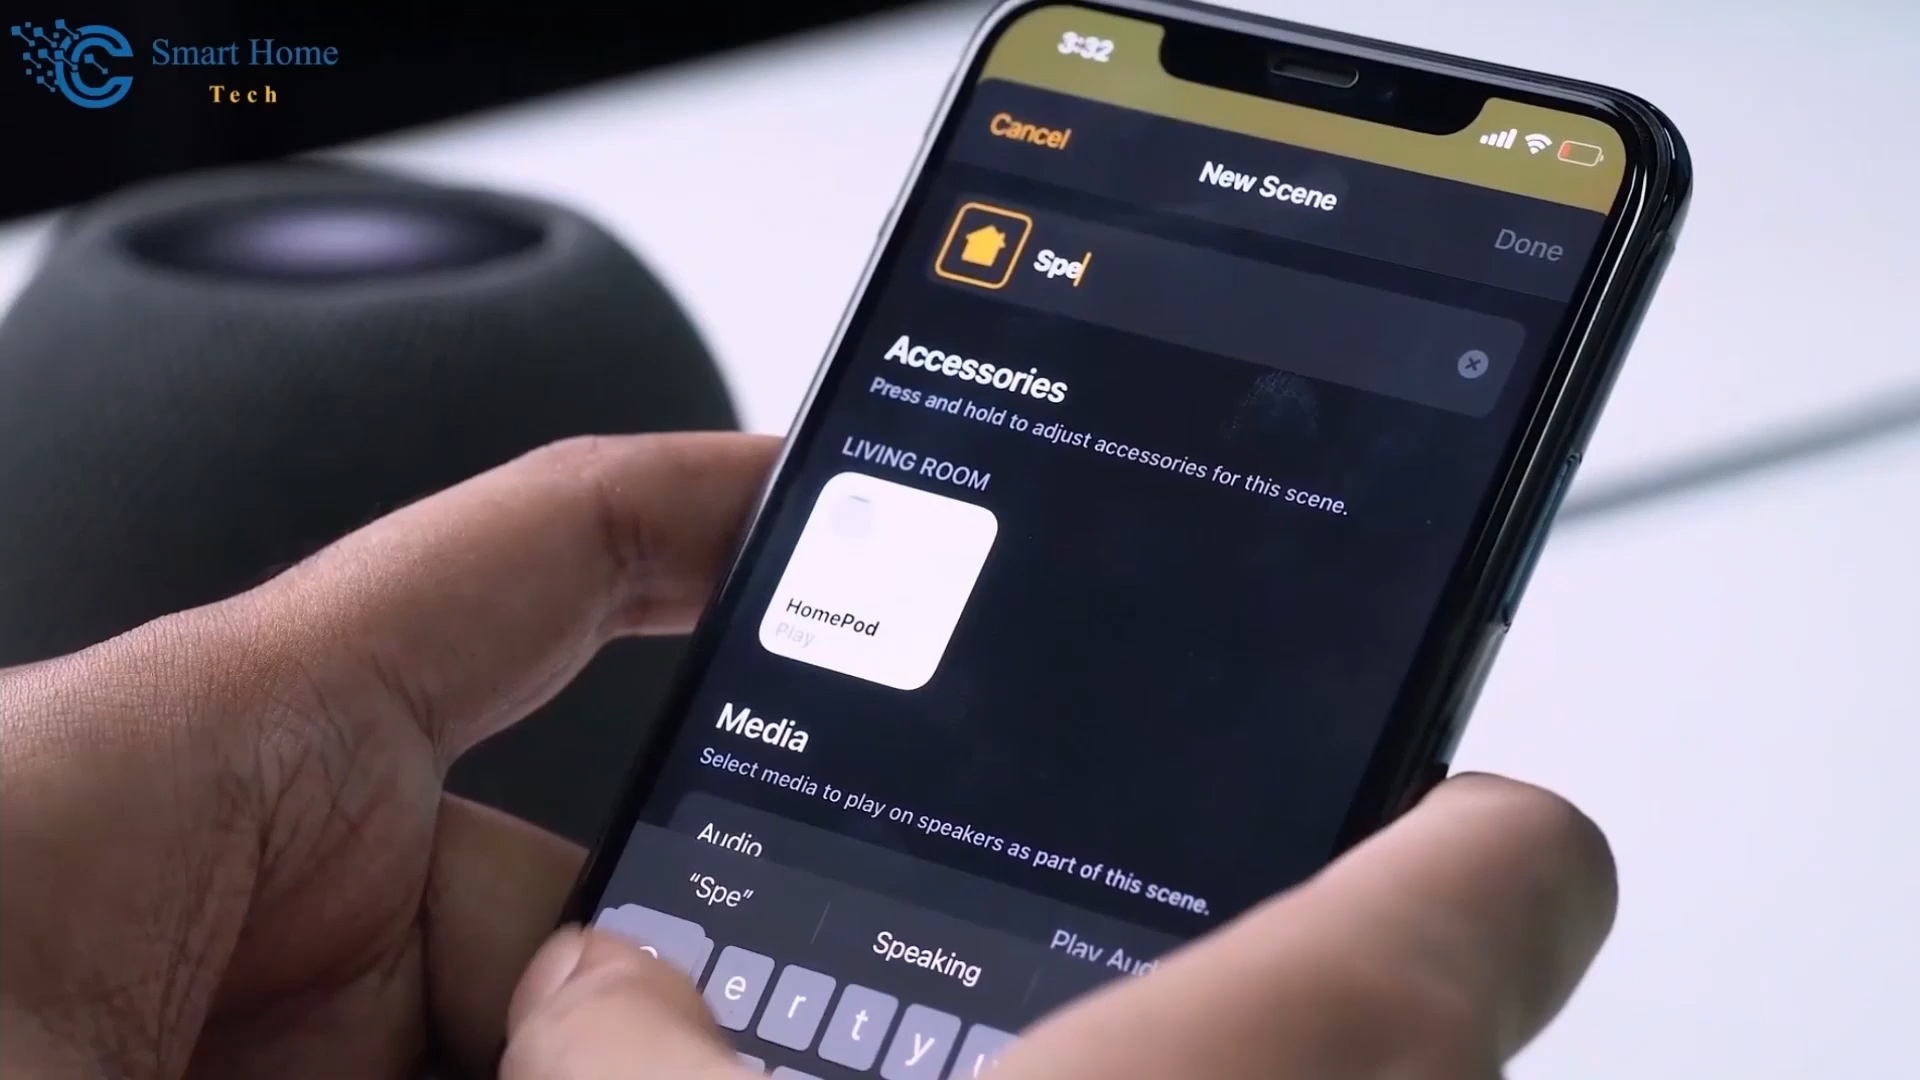 Smart Home
Tech
3:32
Cancel
New Scene
Done
Spe
Accessories
Press and hold to adjust accessories for this scene.
LIVING ROOM
HomePod
Play
Media
Select media to play on speakers as part of this scene.
Audio
Play Aud
"Spe"
Speaking
e r t y